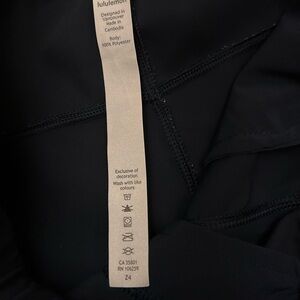 lululemon
Designed in
Vancouver
Made in
Cambodia
Body:
100% Polyester
Exclusive of
decoration
Wash with like
colours
CA 35801
RN 106259
Z4